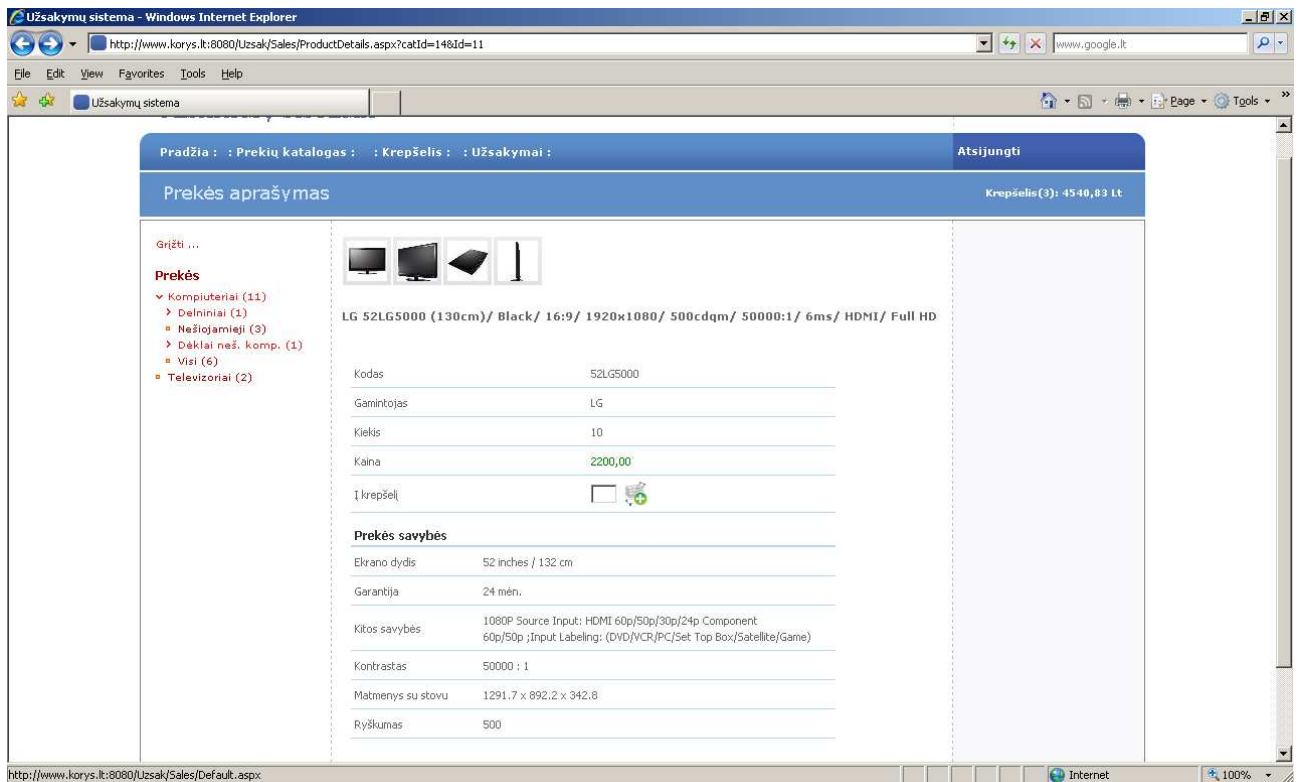 Užsakymų sistema - Windows Internet Explorer
http://www.korys.lt:8080/Uzsak/Sales/ProductDetails.aspx?catId=14&Id=11
www.google.lt
File Edit View Favorites Tools Help
Užsakymų sistema
Page Tools »
Pradžia : : Prekių katalogas : : Krepšelis : : Užsakymai :
Atsijungti
Prekės aprašymas
Krepšelis(3): 4540,83 Lt
Grįžti ...
Prekės
Kompiuteriai (11)
Delniniai (1)
Nešiojamieji (3)
Dėklai neš. komp. (1)
Visi (6)
Televizoriai (2)
LG 52LG5000 (130cm)/ Black/ 16:9/ 1920x1080/ 500cdqm/ 50000:1/ 6ms/ HDMI/ Full HD
Kodas 52LG5000
Gamintojas LG
Kiekis 10
Kaina 2200,00
Į krepšelį
Prekės savybės
Ekrano dydis 52 inches / 132 cm
Garantija 24 mėn.
Kitos savybės 1080P Source Input: HDMI 60p/50p/30p/24p Component
60p/50p ;Input Labeling: (DVD/VCR/PC/Set Top Box/Satellite/Game)
Kontrastas 50000 : 1
Matmenys su stovu 1291.7 x 892.2 x 342.8
Ryškumas 500
http://www.korys.lt:8080/Uzsak/Sales/Default.aspx
Internet
100%